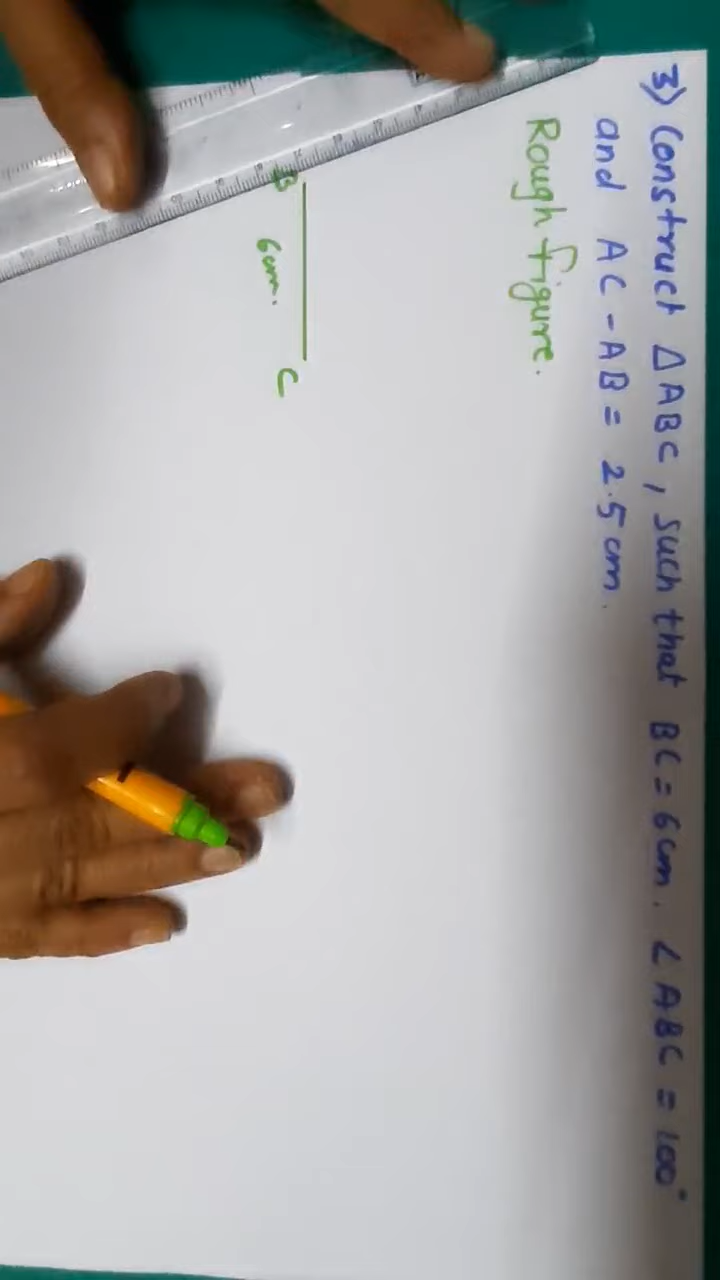 3) Construct △ABC, such that BC = 6cm. ∠ABC = 100°
and AC - AB = 2.5 cm.
Rough figure.
B C
6cm.